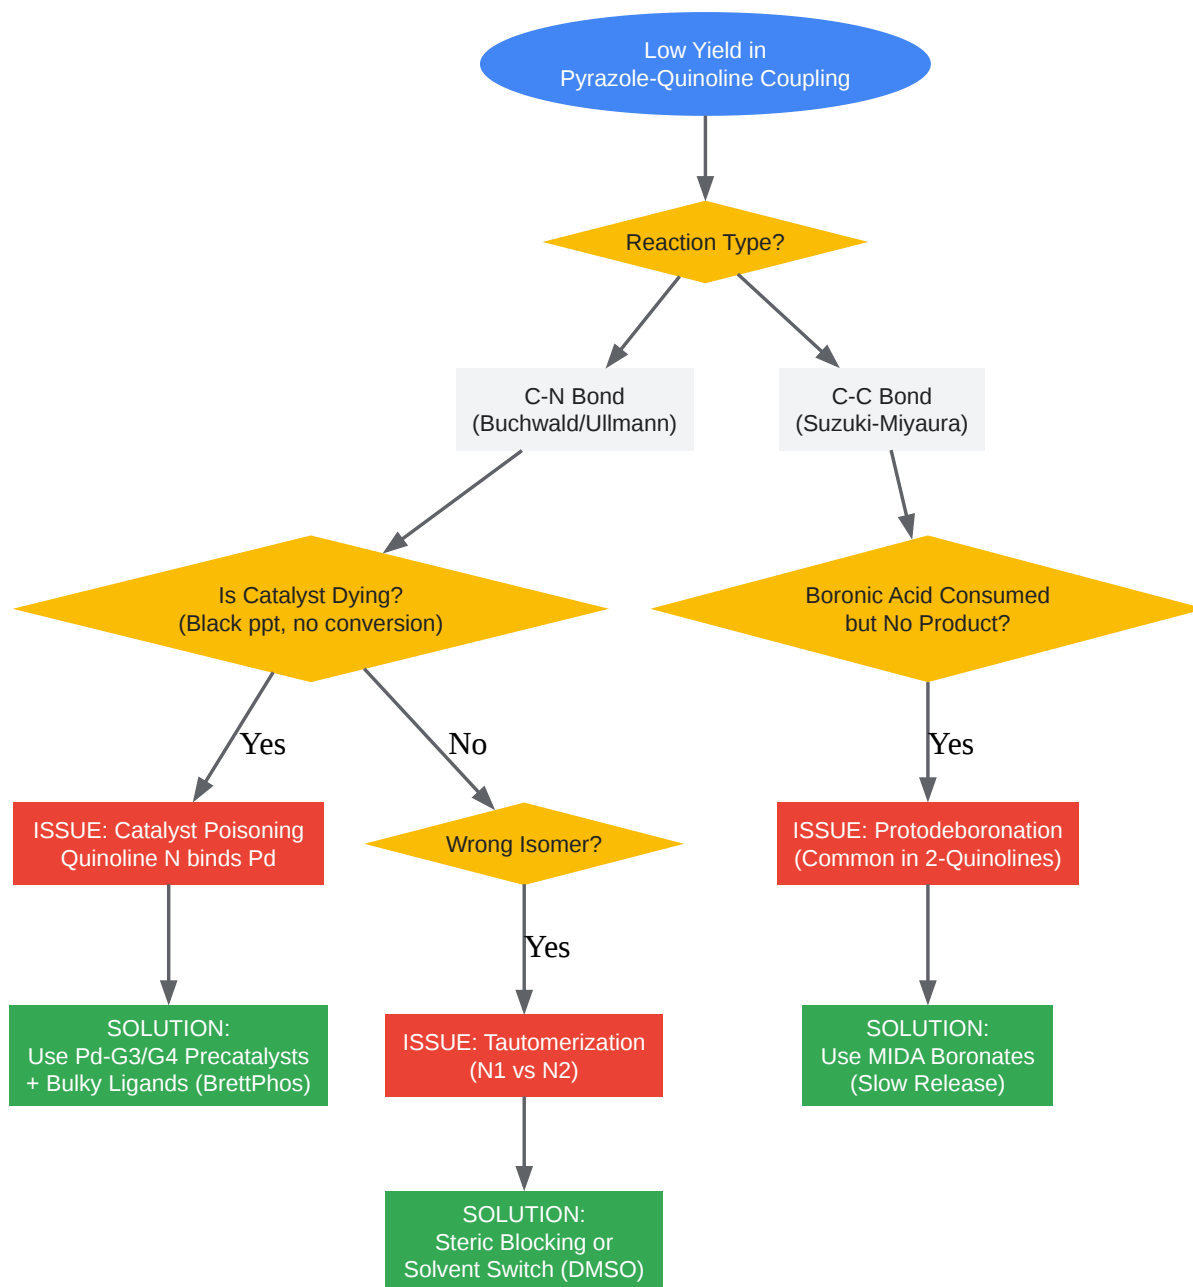 Low Yield in
Pyrazole-Quinoline Coupling
Reaction Type?
C-N Bond
(Buchwald/Ullmann)
C-C Bond
(Suzuki-Miyaura)
Is Catalyst Dying?
(Black ppt, no conversion)
Boronic Acid Consumed
but No Product?
Yes
No
Yes
ISSUE: Catalyst Poisoning
Quinoline N binds Pd
Wrong Isomer?
ISSUE: Protodeboronation
(Common in 2-Quinolines)
Yes
SOLUTION:
Use Pd-G3/G4 Precatalysts
+ Bulky Ligands (BrettPhos)
ISSUE: Tautomerization
(N1 vs N2)
SOLUTION:
Use MIDA Boronates
(Slow Release)
SOLUTION:
Steric Blocking or
Solvent Switch (DMSO)